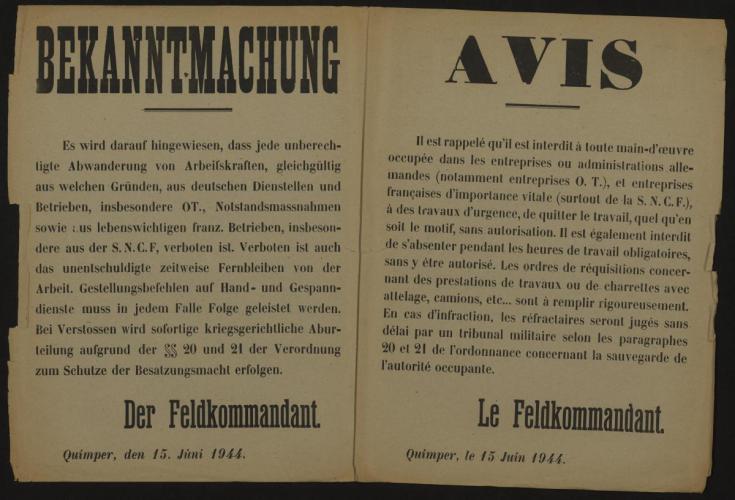 BEKANNTMACHUNG
Es wird darauf hingewiesen, dass jede unberech-
tigte Abwanderung von Arbeitskräften, gleichgültig
aus welchen Gründen, aus deutschen Dienstellen und
Betrieben, insbesondere OT., Notstandsmassnahmen
sowie aus lebenswichtigen franz. Betrieben, insbeson-
dere aus der S.N.C.F, verboten ist. Verboten ist auch
das unentschuldigte zeitweise Fernbleiben von der
Arbeit. Gestellungsbefehlen auf Hand- und Gespann-
dienste muss in jedem Falle Folge geleistet werden.
Bei Verstossen wird sofortige kriegsgerichtliche Abur-
teilung aufgrund der §§ 20 und 21 der Verordnung
zum Schutze der Besatzungsmacht erfolgen.
Der Feldkommandant.
Quimper, den 15. Jùni 1944.
AVIS
Il est rappelé qu'il est interdit à toute main-d'œuvre
occupée dans les entreprises ou administrations alle-
mandes (notamment entreprises O. T.), et entreprises
françaises d'importance vitale (surtout de la S. N. C. F.),
à des travaux d'urgence, de quitter le travail, quel qu'en
soit le motif, sans autorisation. Il est également interdit
de s'absenter pendant les heures de travail obligatoires,
sans y étre autorisé. Les ordres de réquisitions concer-
nant des prestations de travaux ou de charrettes avec
attelage, camions, etc... sont à remplir rigoureusement.
En cas d'infraction, les réfractaires seront jugés sans
délai par un tribunal militaire selon les paragraphes
20 et 21 de l'ordonnance concernant la sauvegarde de
l'autorité occupante.
Le Feldkommandant.
Quimper, le 15 Juin 1944.